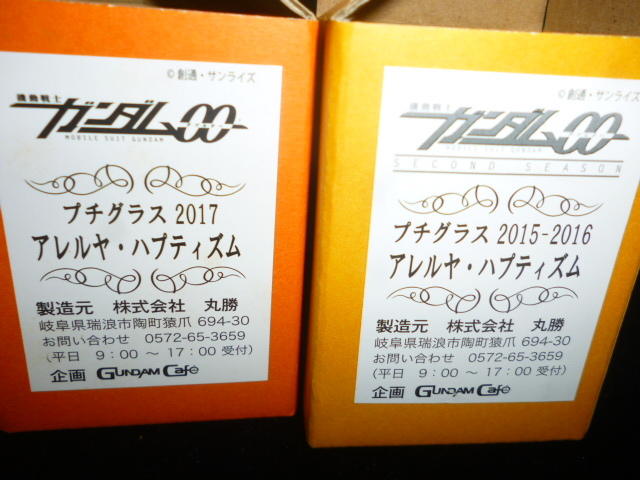 ©創通・サンライズ
機動戦士
ガンダム00
MOBILE SUIT GUNDAM
プチグラス 2017
アレルヤ・ハプティズム
製造元 株式会社 丸勝
岐阜県瑞浪市陶町猿爪 694-30
お問い合わせ 0572-65-3659
(平日 9：00 ～ 17：00 受付)
企画 GUNDAM Café
©創通・サンライズ
機動戦士
ガンダム00
MOBILE SUIT GUNDAM
SECOND SEASON
プチグラス 2015-2016
アレルヤ・ハプティズム
製造元 株式会社 丸勝
岐阜県瑞浪市陶町猿爪 694-30
お問い合わせ 0572-65-3659
(平日 9：00 ～ 17：00 受付)
企画 GUNDAM Café